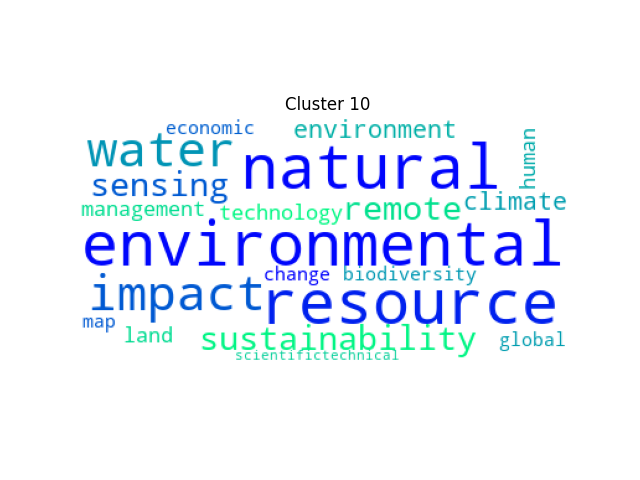 Cluster 10
economic
environment
water
natural
human
sensing
climate
management
technology
remote
environmental
change
biodiversity
impact
resource
map
land
sustainability
global
scientifictechnical